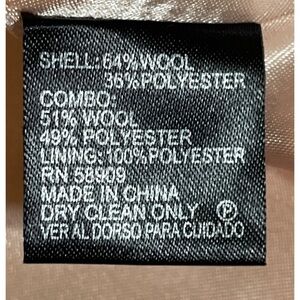 SHELL: 64% WOOL
36% POLYESTER
COMBO:
51% WOOL
49% POLYESTER
LINING: 100% POLYESTER
RN 58909
MADE IN CHINA
DRY CLEAN ONLY Ⓟ
VER AL DORSO PARA CUIDADO